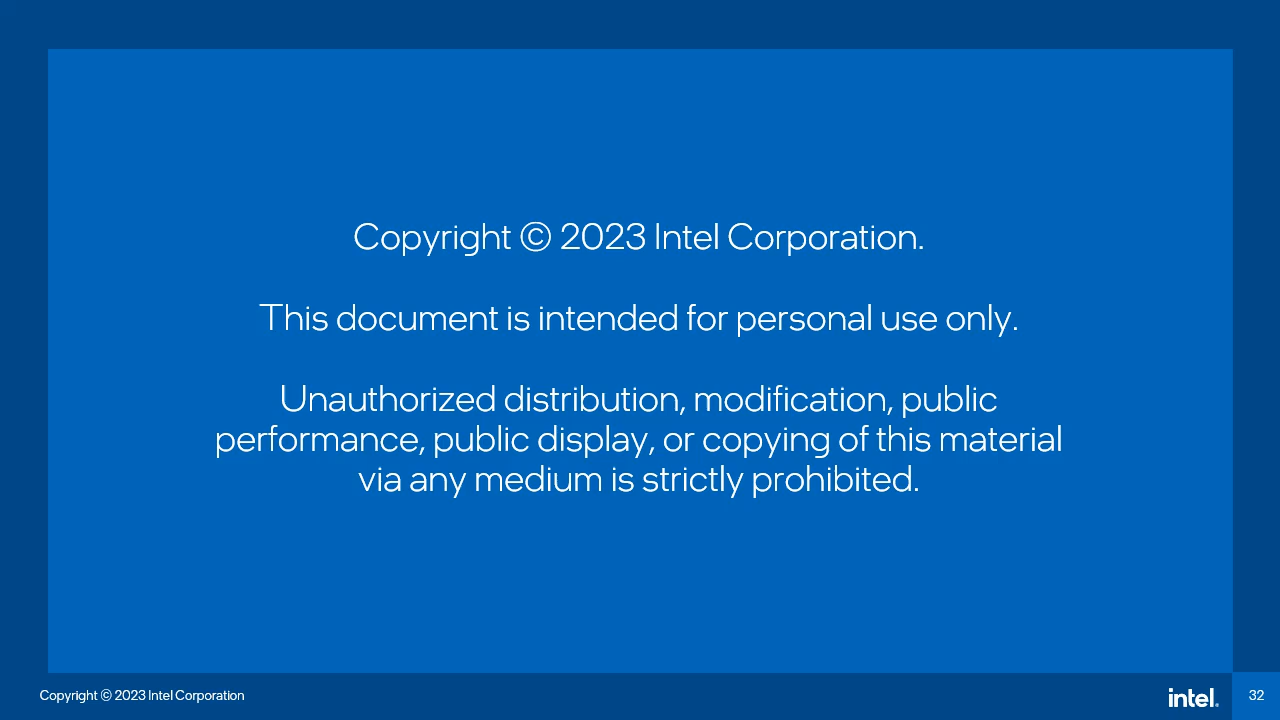 Copyright © 2023 Intel Corporation.
This document is intended for personal use only.
Unauthorized distribution, modification, public
performance, public display, or copying of this material
via any medium is strictly prohibited.
Copyright © 2023 Intel Corporation
intel.
32